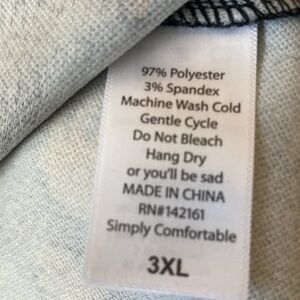 97% Polyester
3% Spandex
Machine Wash Cold
Gentle Cycle
Do Not Bleach
Hang Dry
or you'll be sad
MADE IN CHINA
RN#142161
Simply Comfortable
3XL